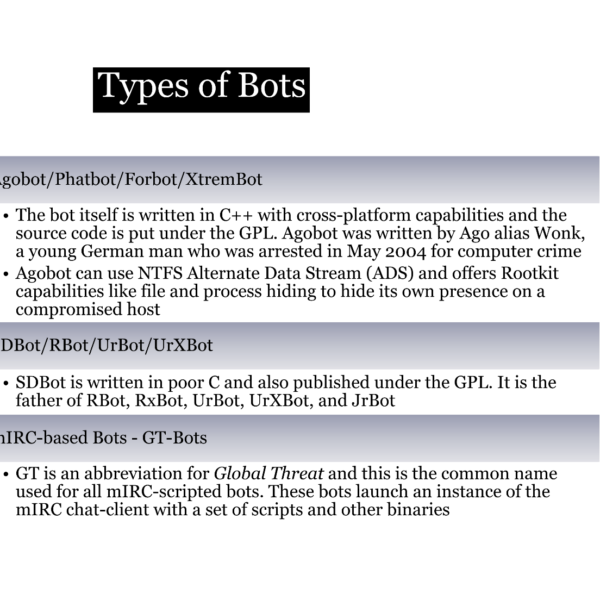 Types of Bots
gobot/Phatbot/Forbot/XtremBot
• The bot itself is written in C++ with cross-platform capabilities and the
source code is put under the GPL. Agobot was written by Ago alias Wonk,
a young German man who was arrested in May 2004 for computer crime
• Agobot can use NTFS Alternate Data Stream (ADS) and offers Rootkit
capabilities like file and process hiding to hide its own presence on a
compromised host
DBot/RBot/UrBot/UrXBot
• SDBot is written in poor C and also published under the GPL. It is the
father of RBot, RxBot, UrBot, UrXBot, and JrBot
IRC-based Bots - GT-Bots
• GT is an abbreviation for Global Threat and this is the common name
used for all mIRC-scripted bots. These bots launch an instance of the
mIRC chat-client with a set of scripts and other binaries